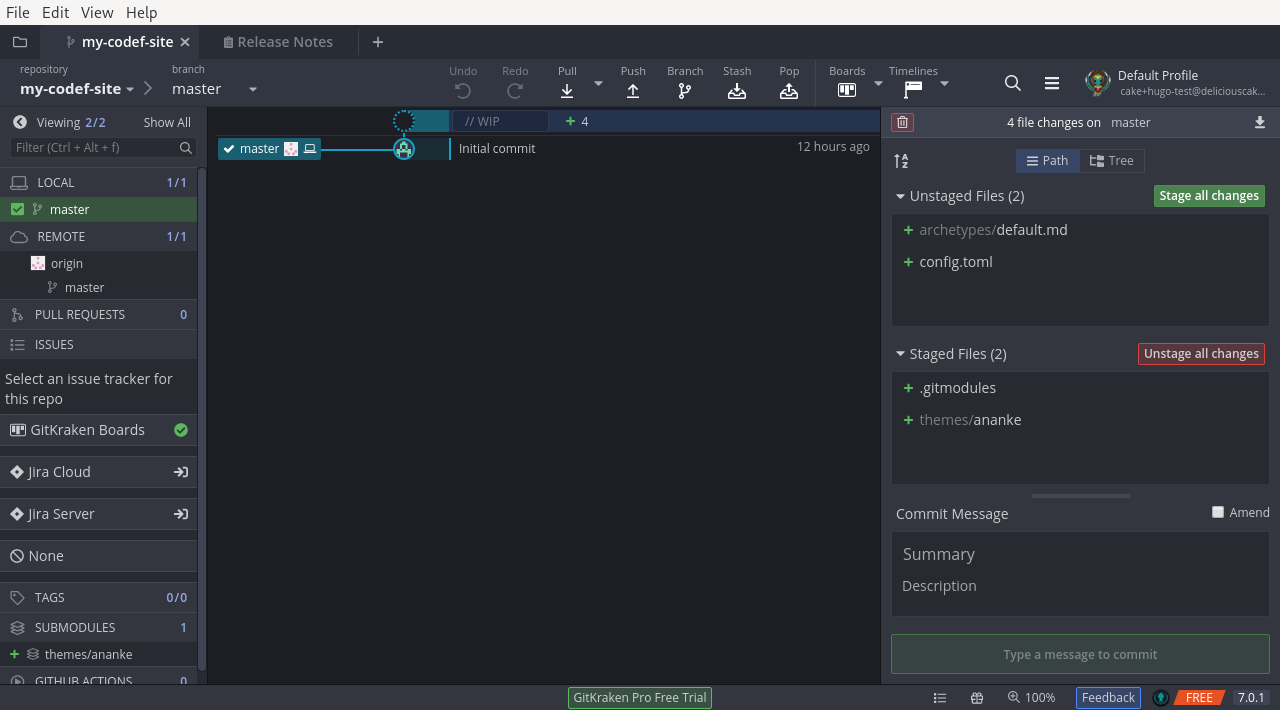 File Edit View Help
my-codef-site Release Notes
repository
my-codef-site
branch
master
Undo Redo Pull Push Branch Stash Pop Boards Timelines
Default Profile
cake+hugo-test@deliciouscak...
Viewing 2/2 Show All
Filter (Ctrl + Alt + f)
LOCAL 1/1
master
REMOTE 1/1
origin
master
PULL REQUESTS 0
ISSUES
Select an issue tracker for
this repo
GitKraken Boards
Jira Cloud
Jira Server
None
TAGS 0/0
SUBMODULES 1
themes/ananke
GITHUB ACTIONS 0
// WIP + 4
master Initial commit 12 hours ago
4 file changes on master
A
Z
Path Tree
Unstaged Files (2) Stage all changes
+ archetypes/default.md
+ config.toml
Staged Files (2) Unstage all changes
+ .gitmodules
+ themes/ananke
Commit Message Amend
Summary
Description
Type a message to commit
GitKraken Pro Free Trial 100% Feedback FREE 7.0.1